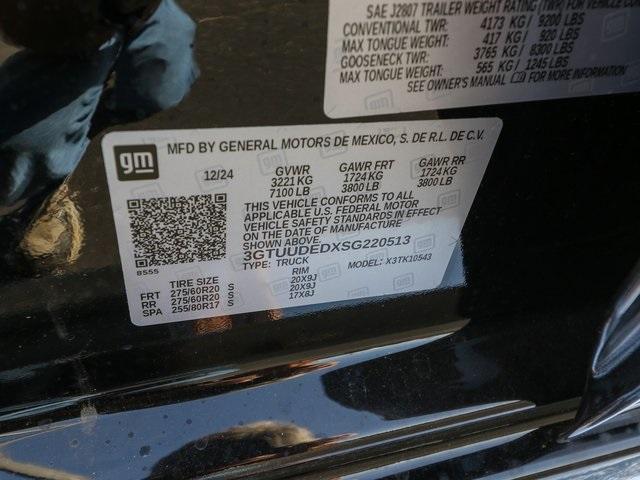 SAE J2807 TRAILER WEIGHT RATING (TWR) FOR VEHICLE
CONVENTIONAL TWR: 4173 KG/ 9200 LBS
MAX TONGUE WEIGHT: 417 KG/ 920 LBS
GOOSENECK TWR: 3765 KG/ 8300 LBS
MAX TONGUE WEIGHT: 565 KG/ 1245 LBS
SEE OWNER'S MANUAL FOR MORE INFORMATION
gm MFD BY GENERAL MOTORS DE MEXICO, S. DE R.L. DE C.V.
12/24 GVWR GAWR FRT GAWR RR
3221 KG 1724 KG 1724 KG
7100 LB 3800 LB 3800 LB
THIS VEHICLE CONFORMS TO ALL
APPLICABLE U.S. FEDERAL MOTOR
VEHICLE SAFETY STANDARDS IN EFFECT
ON THE DATE OF MANUFACTURE
SHOWN ABOVE.
3GTUUDEDXSG220513
8555 TYPE: TRUCK MODEL: X3TK10543
TIRE SIZE RIM
FRT 275/60R20 S 20X9J
RR 275/60R20 S 20X9J
SPA 255/80R17 S 17X8J